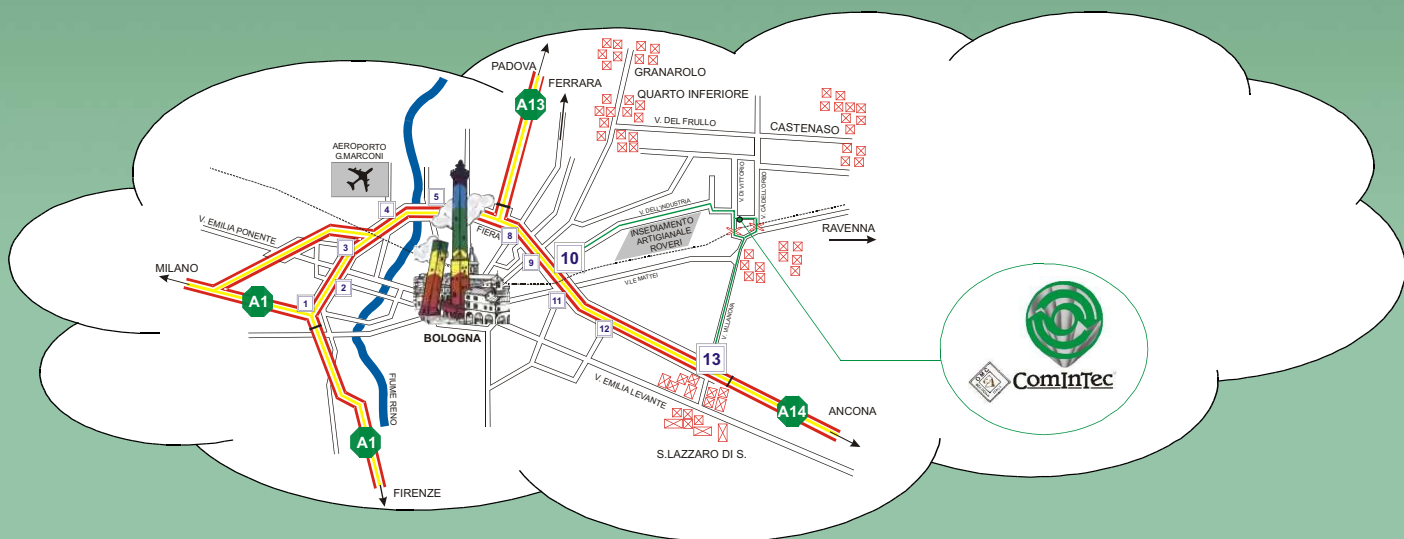 PADOVA
A13
FERRARA
GRANAROLO
QUARTO INFERIORE
V. DEL FRULLO
CASTENASO
AEROPORTO
G.MARCONI
5
4
V. EMILIA PONENTE
3
MILANO
A1
1
2
FIERA
8
9
10
V. DELL'INDUSTRIA
INSEDIAMENTO
ARTIGIANALE
ROVERI
V. DI VITTORIO
V. CÀ DELL'ORBO
RAVENNA
V.LE MATTEI
11
12
BOLOGNA
V. VILLANOVA
13
FIUME RENO
V. EMILIA LEVANTE
A14
ANCONA
A1
S.LAZZARO DI S.
FIRENZE
COMINTEC